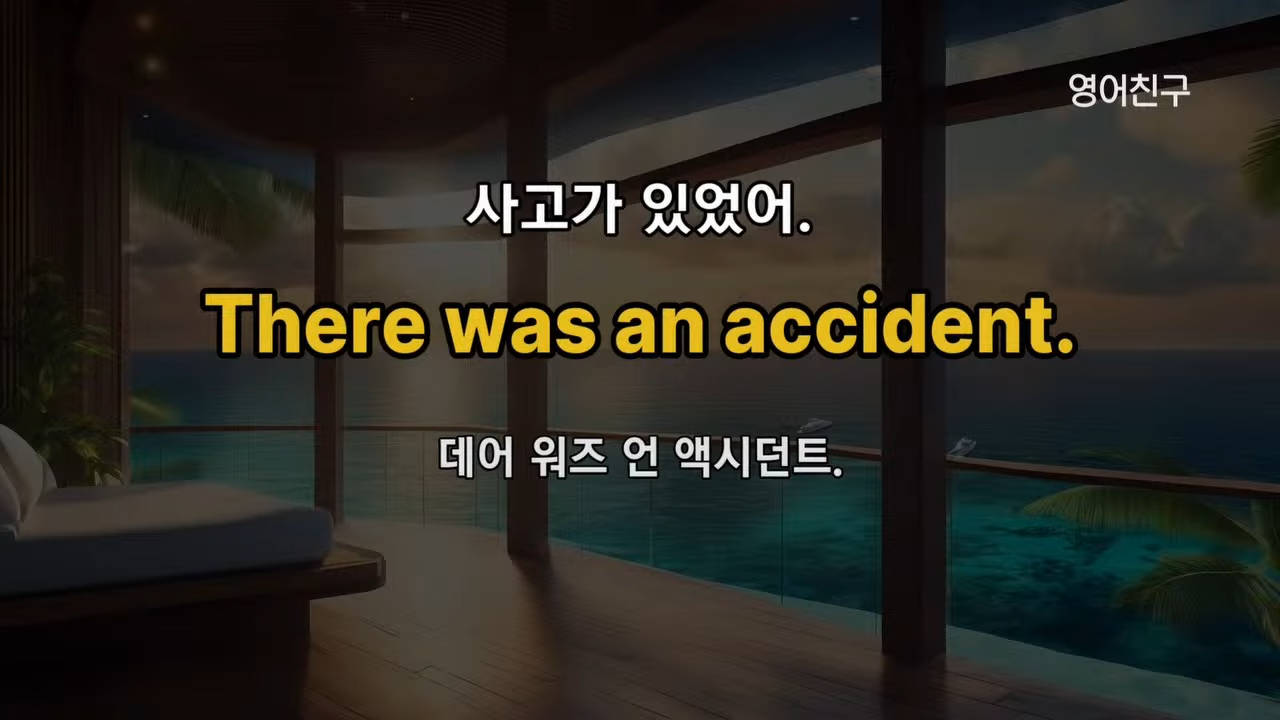 영어친구
사고가 있었어.
There was an accident.
데어 워즈 언 액시던트.